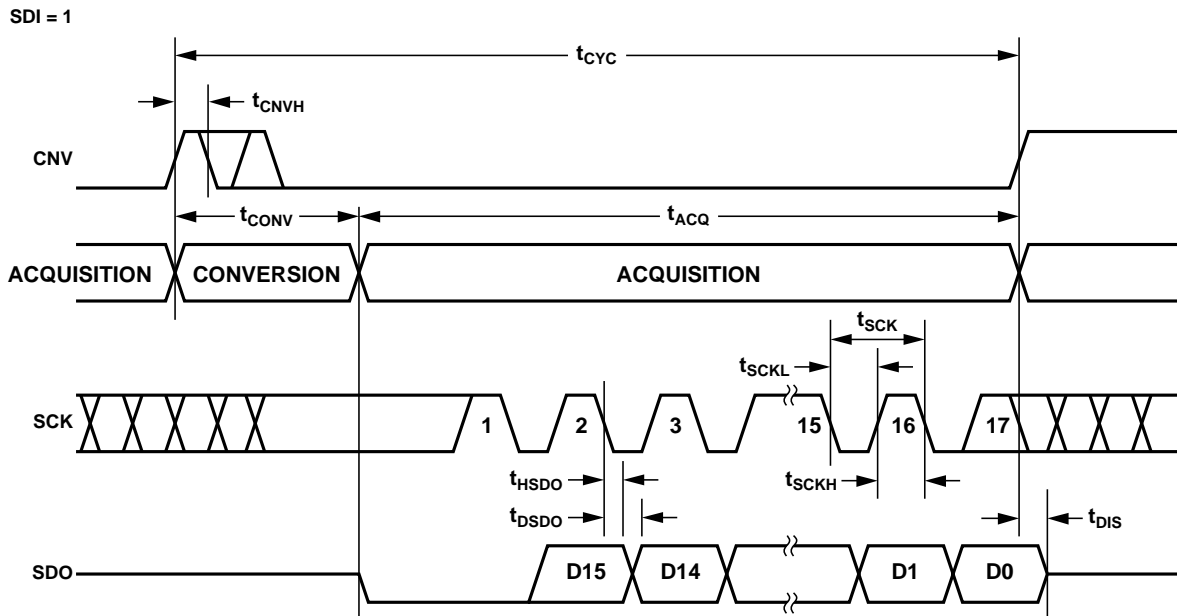 SDI = 1
tCYC
tCNVH
CNV
tCONV
tACQ
ACQUISITION
CONVERSION
ACQUISITION
tSCK
tSCKL
SCK
1
2
3
15
16
17
tHSDO
tSCKH
tDSDO
tDIS
SDO
D15
D14
D1
D0